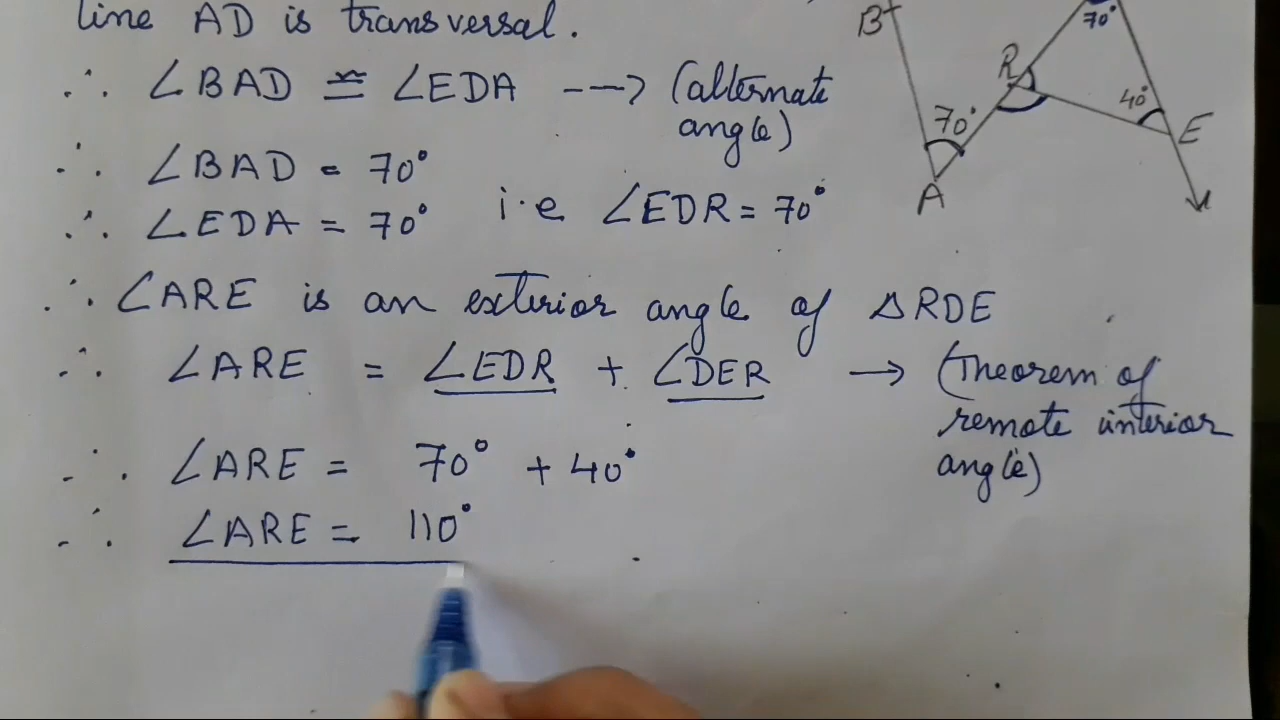 line AD is transversal.
∴ ∠BAD ≅ ∠EDA ---> (alternate angle)
∴ ∠BAD = 70°
∴ ∠EDA = 70° i.e ∠EDR = 70°
∴ ∠ARE is an exterior angle of △RDE
∴ ∠ARE = ∠EDR + ∠DER → (Theorem of remote interior angle)
∴ ∠ARE = 70° + 40°
∴ ∠ARE = 110°
B
70°
R
40°
E
70°
A